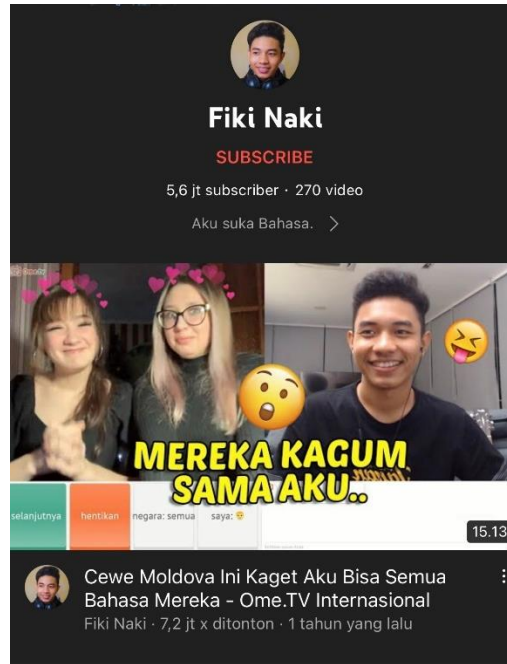 Fiki Naki
SUBSCRIBE
5,6 jt subscriber · 270 video
Aku suka Bahasa. >
MEREKA KAGUM
SAMA AKU..
selanjutnya
hentikan
negara: semua
saya:
15.13
Cewe Moldova Ini Kaget Aku Bisa Semua
Bahasa Mereka – Ome.TV Internasional
Fiki Naki · 7,2 jt x ditonton · 1 tahun yang lalu